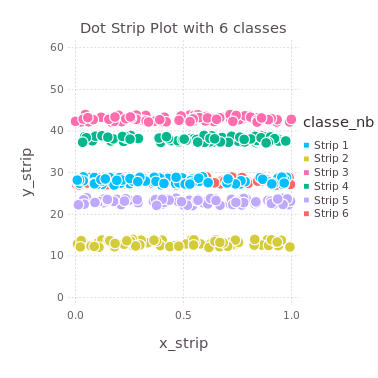 Dot Strip Plot with 6 classes
60
50
40
30
20
10
0
y_strip
0.0
0.5
1.0
x_strip
classe_nb
Strip 1
Strip 2
Strip 3
Strip 4
Strip 5
Strip 6